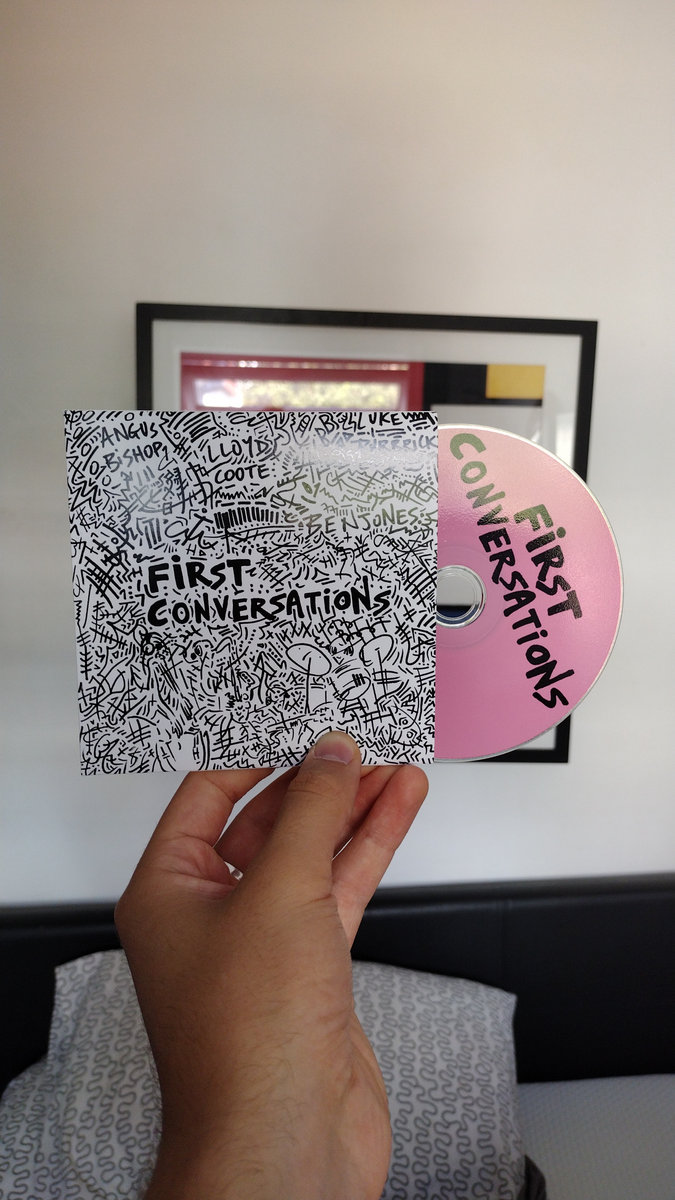 ANGUS
BISHOP
LLOYD
COOTE
LUKE
BEN JONES
FIRST
CONVERSATIONS
FIRST
CONVERSATIONS